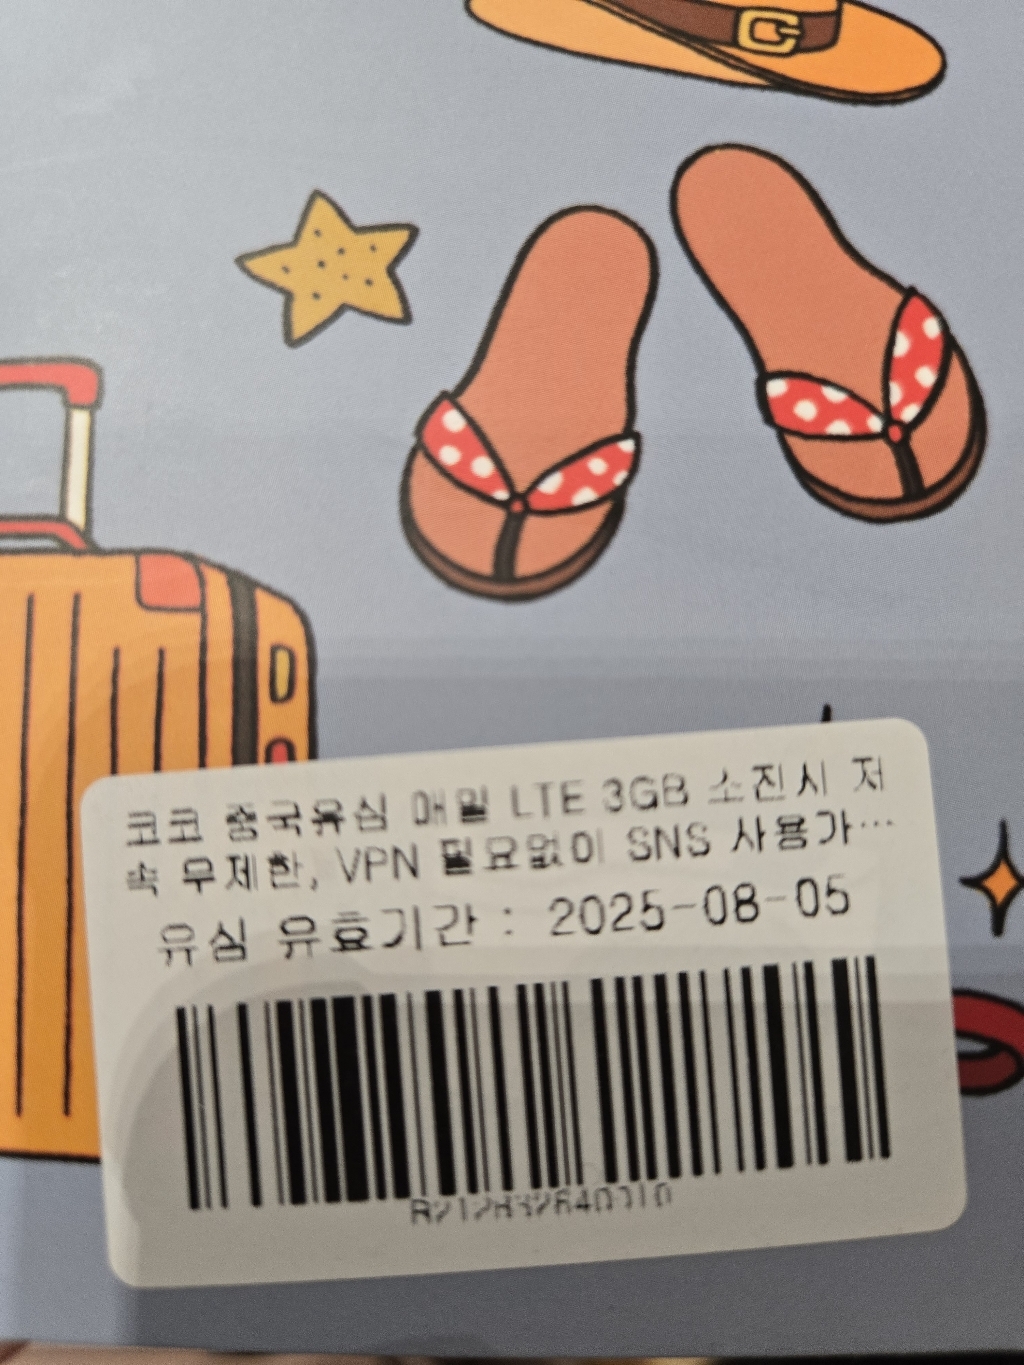 코코 중국유심 매일 LTE 3GB 소진시 저
속 무제한, VPN 필요없이 SNS 사용가…
유심 유효기간 : 2025-08-05